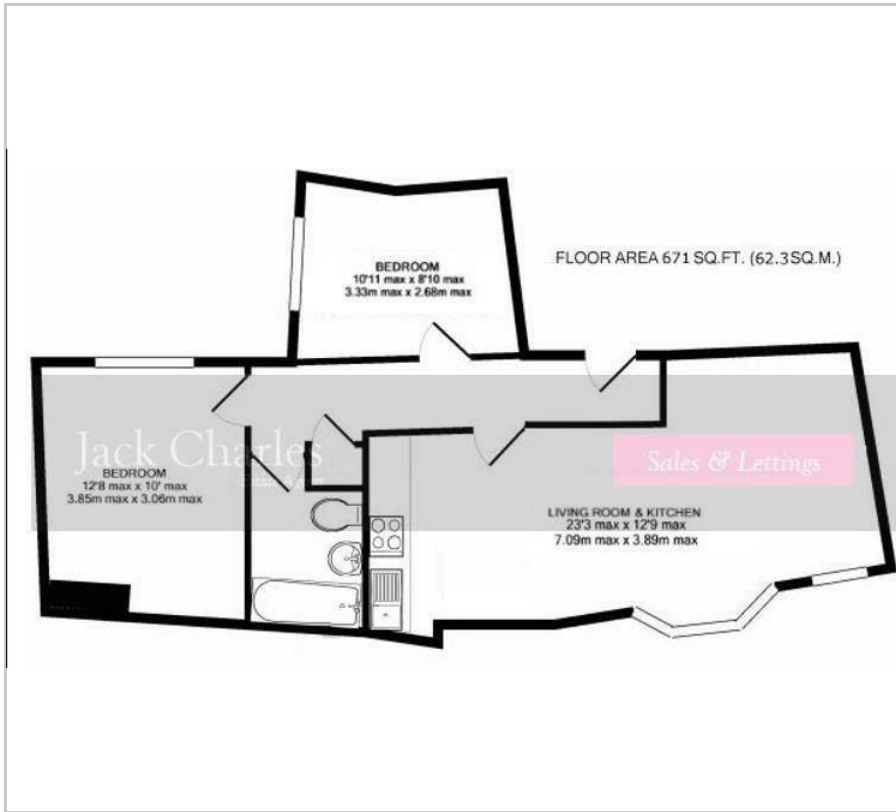 BEDROOM
10'11 max x 8'10 max
3.33m max x 2.68m max
FLOOR AREA 671 SQ.FT. (62.3SQ.M.)
Jack Charles
Estate Agents
Sales & Lettings
BEDROOM
12'8 max x 10' max
3.85m max x 3.06m max
LIVING ROOM & KITCHEN
23'3 max x 12'9 max
7.09m max x 3.89m max